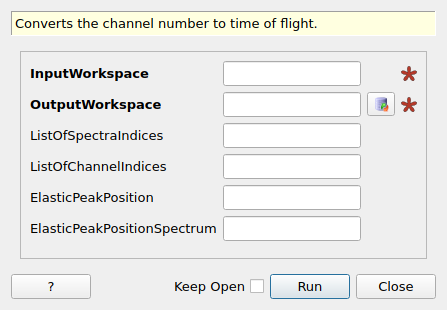 Converts the channel number to time of flight.
InputWorkspace
OutputWorkspace
ListOfSpectraIndices
ListOfChannelIndices
ElasticPeakPosition
ElasticPeakPositionSpectrum
? Keep Open Run Close